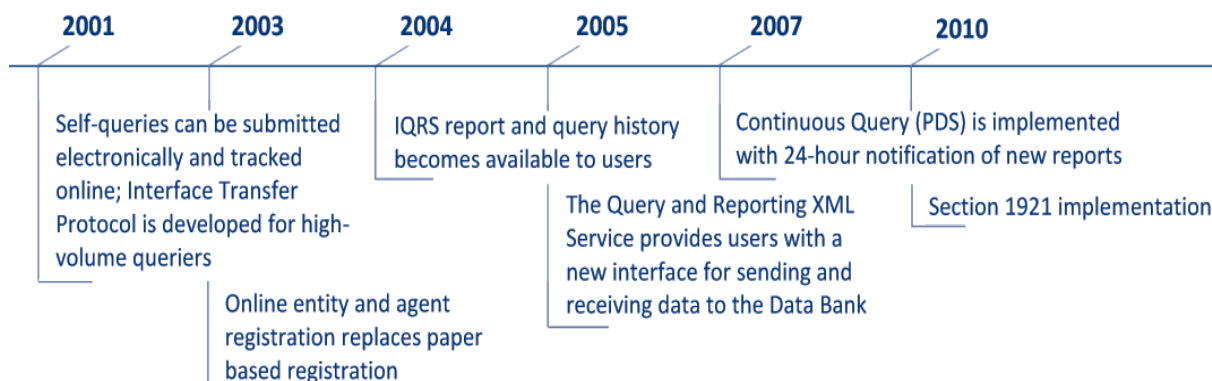 2001
2003
2004
2005
2007
2010
Self-queries can be submitted
electronically and tracked
online; Interface Transfer
Protocol is developed for high-
volume queriers
Online entity and agent
registration replaces paper
based registration
IQRS report and query history
becomes available to users
The Query and Reporting XML
Service provides users with a
new interface for sending and
receiving data to the Data Bank
Continuous Query (PDS) is implemented
with 24-hour notification of new reports
Section 1921 implementation